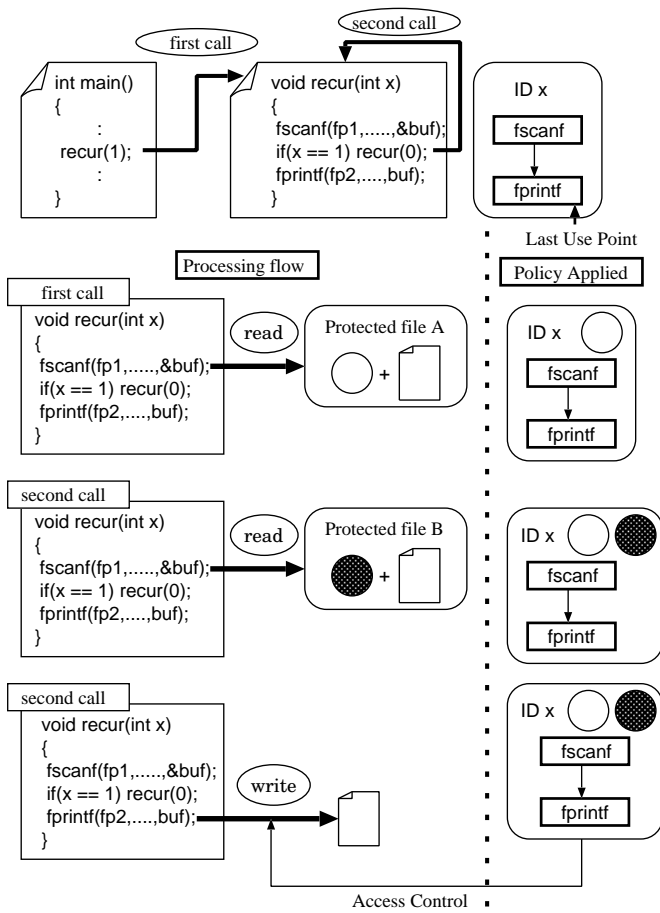 first call
second call
int main()
{
:
recur(1);
:
}
void recur(int x)
{
fscanf(fp1,.....,&buf);
if(x == 1) recur(0);
fprintf(fp2,....,buf);
}
ID x
fscanf
fprintf
Last Use Point
Processing flow
Policy Applied
first call
void recur(int x)
{
fscanf(fp1,.....,&buf);
if(x == 1) recur(0);
fprintf(fp2,....,buf);
}
read
Protected file A
+
ID x
fscanf
fprintf
second call
void recur(int x)
{
fscanf(fp1,.....,&buf);
if(x == 1) recur(0);
fprintf(fp2,....,buf);
}
read
Protected file B
+
ID x
fscanf
fprintf
second call
void recur(int x)
{
fscanf(fp1,.....,&buf);
if(x == 1) recur(0);
fprintf(fp2,....,buf);
}
write
ID x
fscanf
fprintf
Access Control